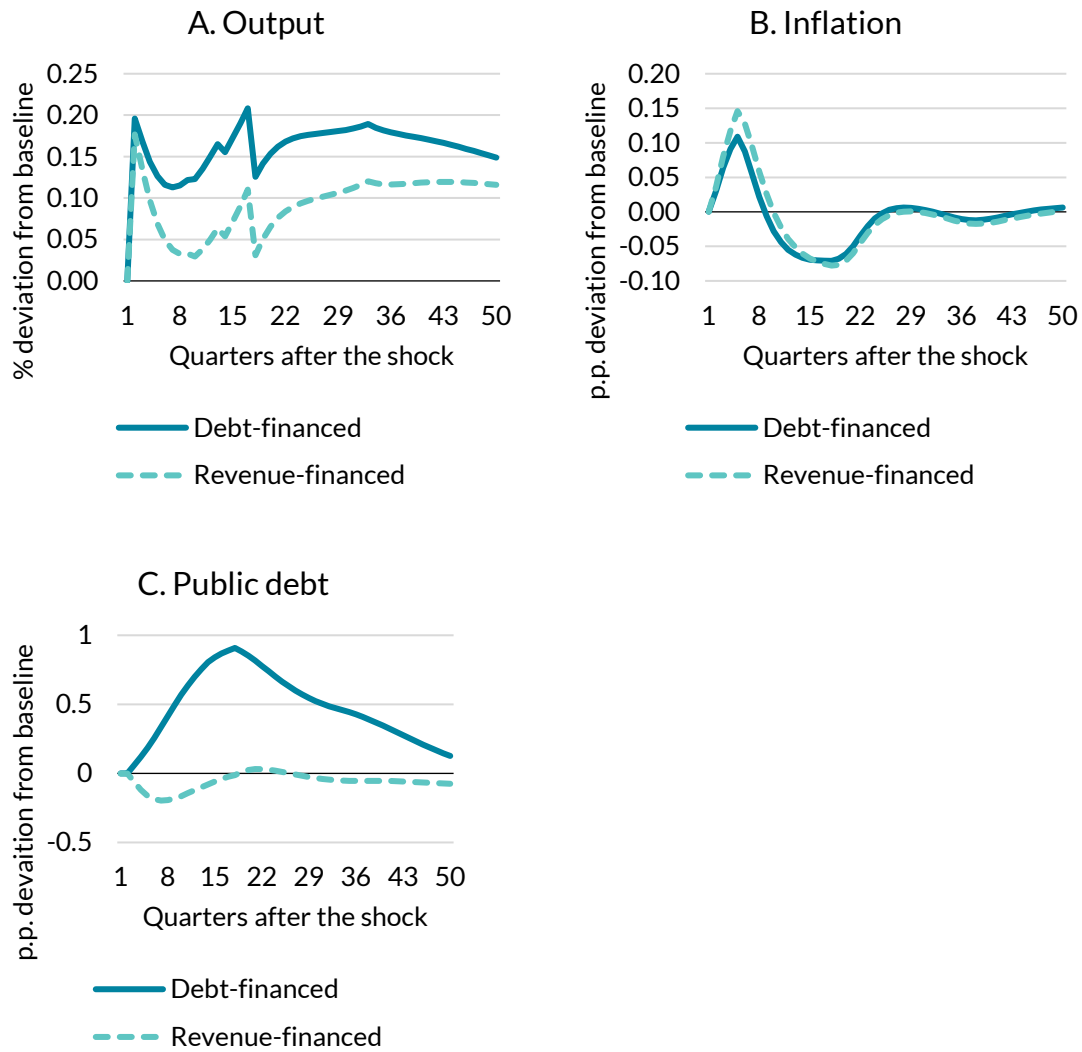 A. Output
% deviation from baseline
0.25
0.20
0.15
0.10
0.05
0.00
1 8 15 22 29 36 43 50
Quarters after the shock
Debt-financed
Revenue-financed
B. Inflation
p.p. deviation from baseline
0.20
0.15
0.10
0.05
0.00
-0.05
-0.10
1 8 15 22 29 36 43 50
Quarters after the shock
Debt-financed
Revenue-financed
C. Public debt
p.p. devaition from baseline
1
0.5
0
-0.5
1 8 15 22 29 36 43 50
Quarters after the shock
Debt-financed
Revenue-financed